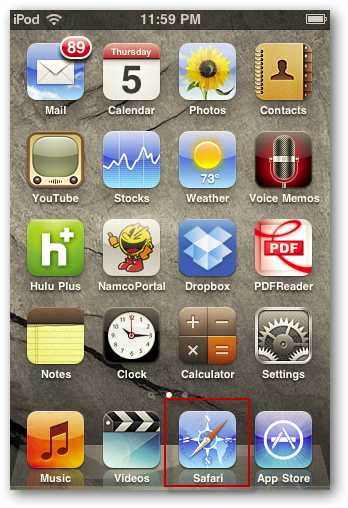 iPod 11:59 PM
89
Thursday
5
Mail Calendar Photos Contacts
73°
YouTube Stocks Weather Voice Memos
h+
PDF
Hulu Plus NamcoPortal Dropbox PDFReader
Notes Clock Calculator Settings
Music Videos Safari App Store